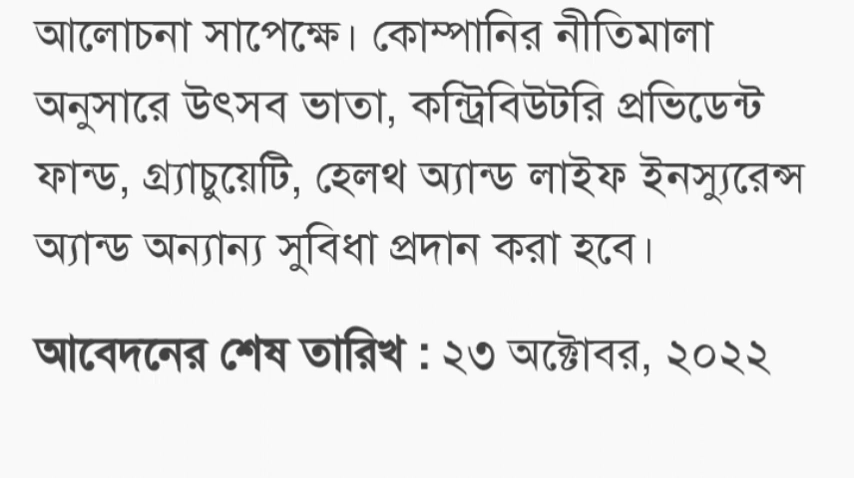 আলোচনা সাপেক্ষে। কোম্পানির নীতিমালা
অনুসারে উৎসব ভাতা, কন্ট্রিবিউটরি প্রভিডেন্ট
ফান্ড, গ্র্যাচুয়েটি, হেলথ অ্যান্ড লাইফ ইনস্যুরেন্স
অ্যান্ড অন্যান্য সুবিধা প্রদান করা হবে।
আবেদনের শেষ তারিখ : ২৩ অক্টোবর, ২০২২